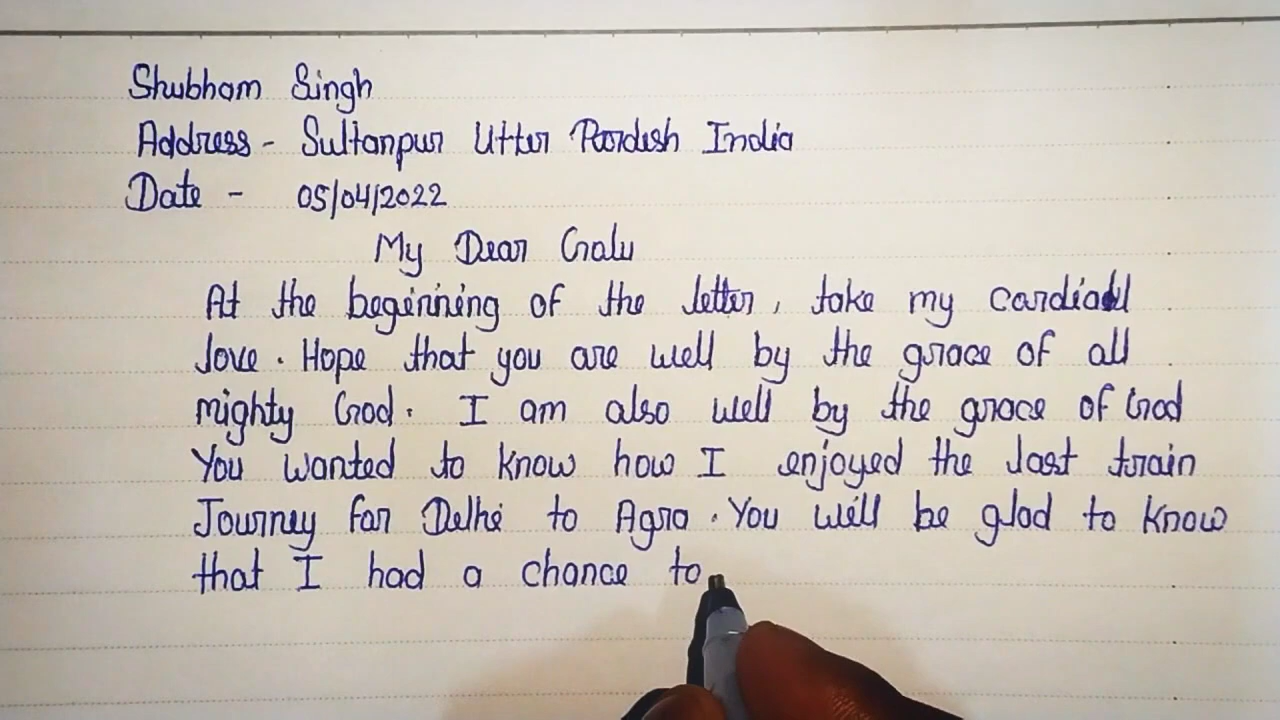 Shubham Singh
Address - Sultanpur Utter Pardesh India
Date - 05/04/2022
My Dear Golu
At the beginning of the letter, take my cardial
love. Hope that you are well by the grace of all
mighty God. I am also well by the grace of God
You wanted to know how I enjoyed the last train
Journey far Delhi to Agra. You will be glad to know
that I had a chance to